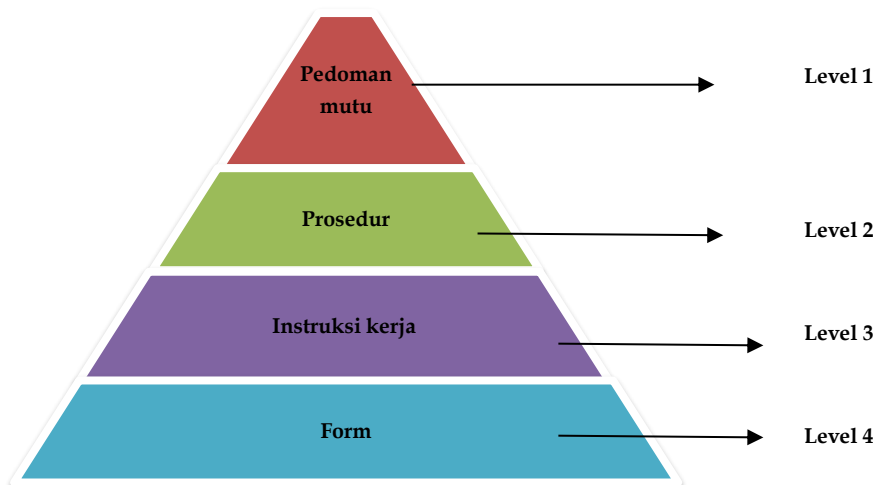 Pedoman
mutu
Level 1
Prosedur
Level 2
Instruksi kerja
Level 3
Form
Level 4